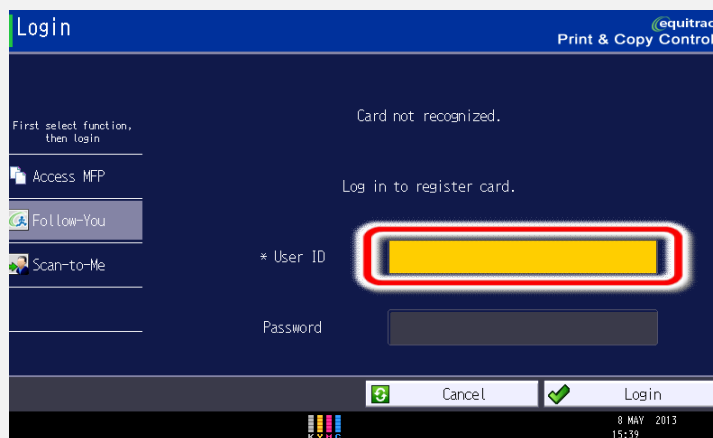 Login
equitrac
Print & Copy Control
First select function,
then login
Access MFP
Follow-You
Scan-to-Me
Card not recognized.
Log in to register card.
* User ID
Password
Cancel
Login
K Y M C
8 MAY 2013
15:39